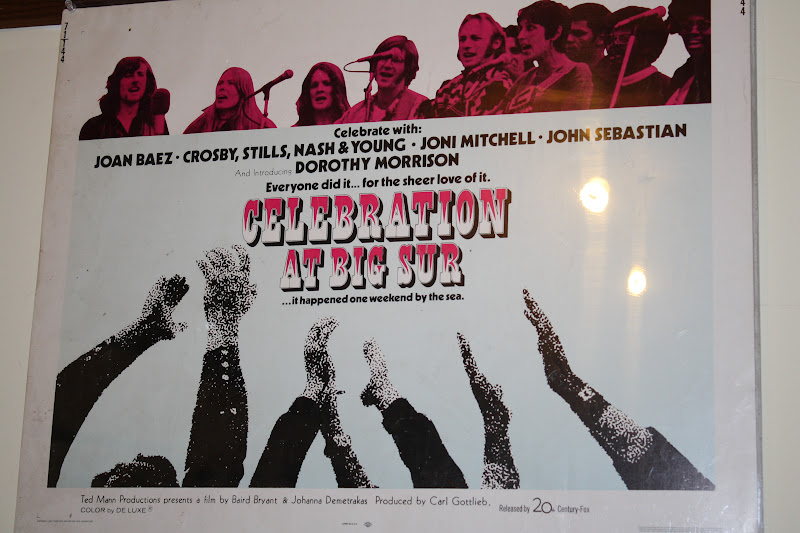 Celebrate with:
JOAN BAEZ • CROSBY, STILLS, NASH & YOUNG • JONI MITCHELL • JOHN SEBASTIAN
And Introducing DOROTHY MORRISON
Everyone did it... for the sheer love of it.
CELEBRATION
AT BIG SUR
...it happened one weekend by the sea.
Ted Mann Productions presents a film by Baird Bryant & Johanna Demetrakas Produced by Carl Gottlieb. Released by 20th Century-Fox
COLOR by DE LUXE®